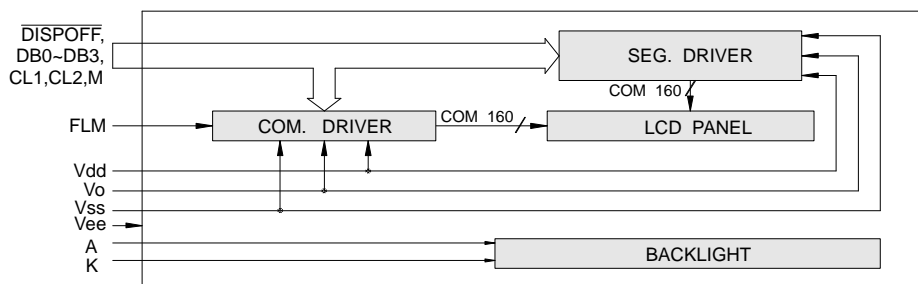 DISPOFF,
DB0~DB3,
CL1,CL2,M
SEG. DRIVER
COM 160
FLM
COM. DRIVER
COM 160
LCD PANEL
Vdd
Vo
Vss
Vee
A
K
BACKLIGHT